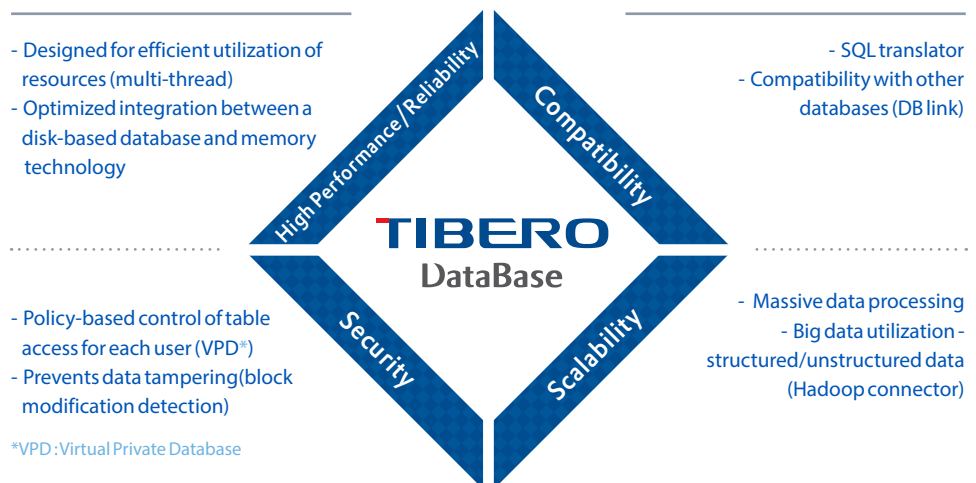 - Designed for efficient utilization of
resources (multi-thread)
- Optimized integration between a
disk-based database and memory
technology
High Performance/Reliability
Compatibility
- SQL translator
- Compatibility with other
databases (DB link)
TIBERO
DataBase
- Policy-based control of table
access for each user (VPD*)
- Prevents data tampering(block
modification detection)
*VPD : Virtual Private Database
Security
Scalability
- Massive data processing
- Big data utilization -
structured/unstructured data
(Hadoop connector)